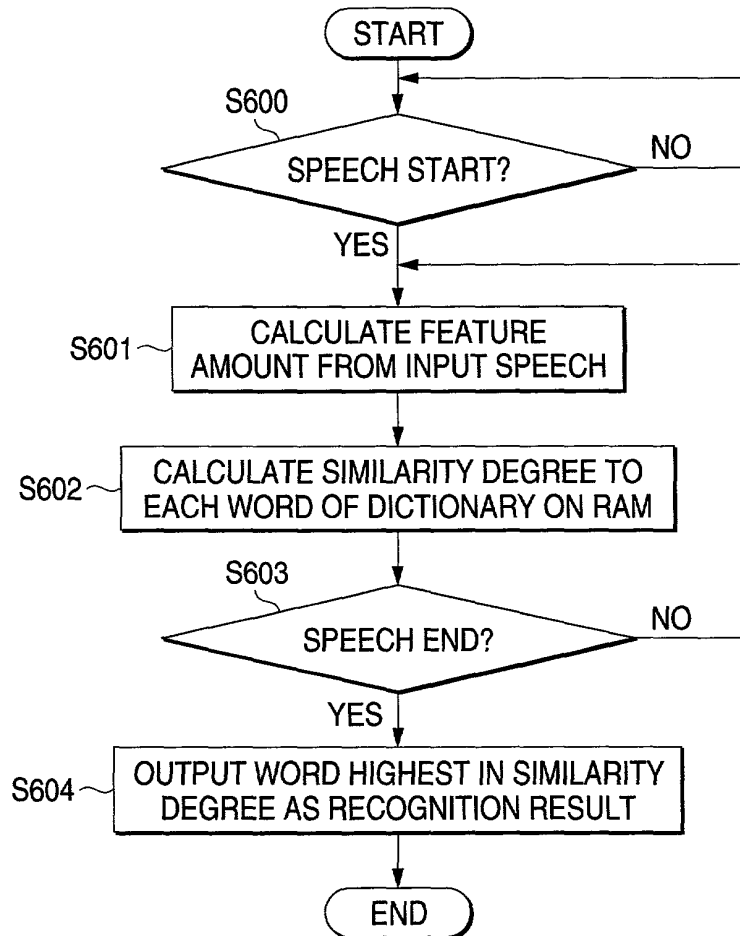 START
S600
SPEECH START?
NO
YES
S601
CALCULATE FEATURE
AMOUNT FROM INPUT SPEECH
S602
CALCULATE SIMILARITY DEGREE TO
EACH WORD OF DICTIONARY ON RAM
S603
SPEECH END?
NO
YES
S604
OUTPUT WORD HIGHEST IN SIMILARITY
DEGREE AS RECOGNITION RESULT
END